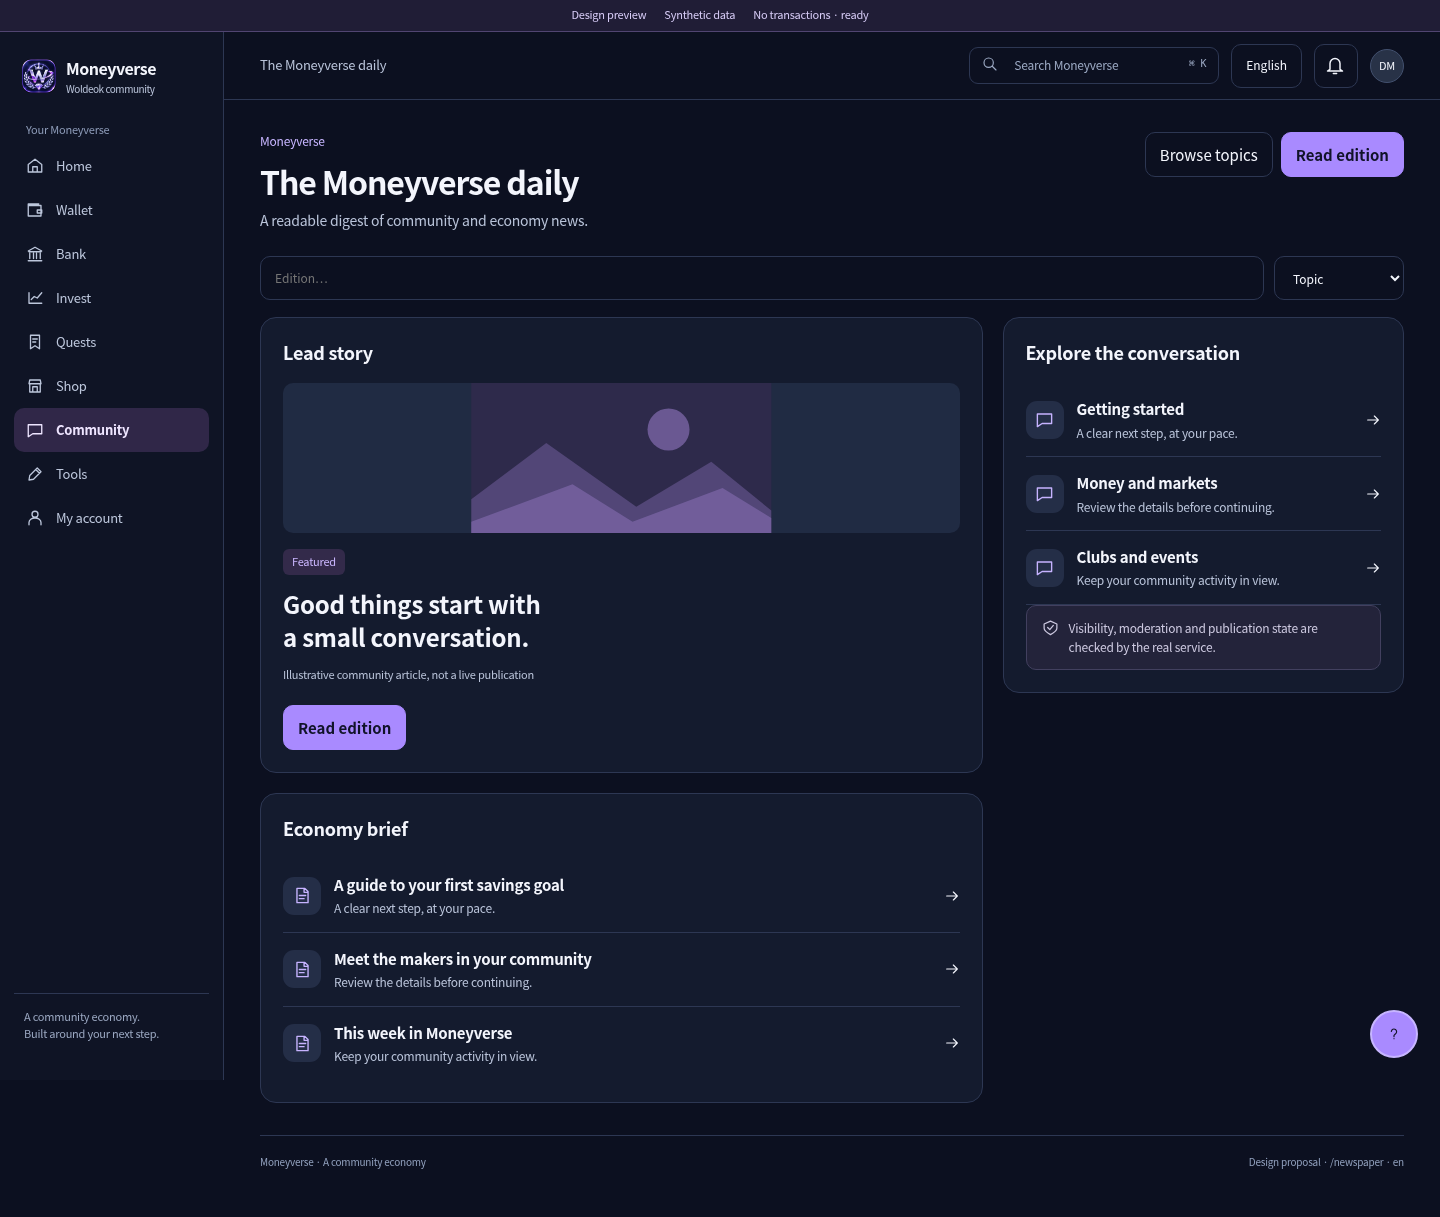 Design preview Synthetic data No transactions · ready
Moneyverse
Woldeok community
Your Moneyverse
Home
Wallet
Bank
Invest
Quests
Shop
Community
Tools
My account
A community economy.
Built around your next step.
The Moneyverse daily
Search Moneyverse ⌘ K
English
DM
Moneyverse
The Moneyverse daily
A readable digest of community and economy news.
Browse topics
Read edition
Edition…
Topic
Lead story
Featured
Good things start with
a small conversation.
Illustrative community article, not a live publication
Read edition
Explore the conversation
Getting started
A clear next step, at your pace.
Money and markets
Review the details before continuing.
Clubs and events
Keep your community activity in view.
Visibility, moderation and publication state are
checked by the real service.
Economy brief
A guide to your first savings goal
A clear next step, at your pace.
Meet the makers in your community
Review the details before continuing.
This week in Moneyverse
Keep your community activity in view.
?
Moneyverse · A community economy
Design proposal · /newspaper · en